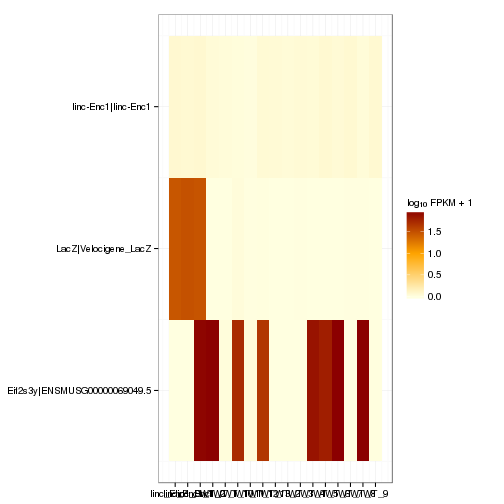 linc-Enc1|linc-Enc1
LacZ|Velocigene_LacZ
Eif2s3y|ENSMUSG00000069049.5
log10 FPKM + 1
1.5
1.0
0.5
0.0